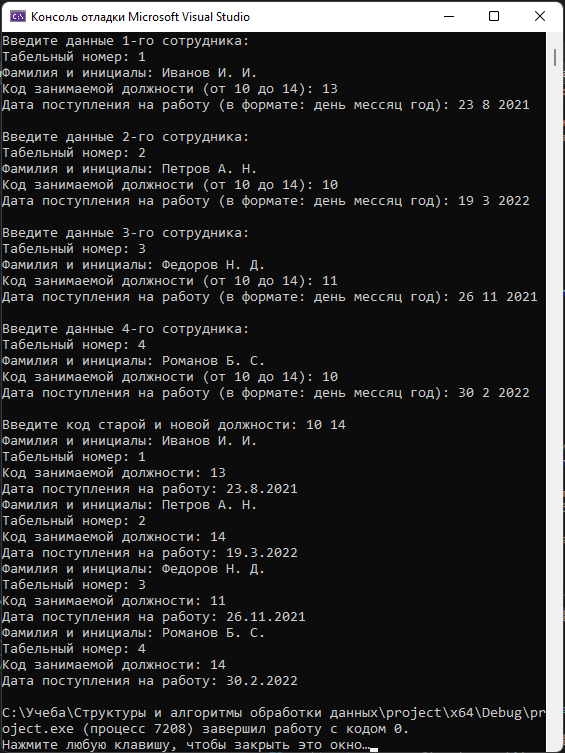 Консоль отладки Microsoft Visual Studio
Введите данные 1-го сотрудника:
Табельный номер: 1
Фамилия и инициалы: Иванов И. И.
Код занимаемой должности (от 10 до 14): 13
Дата поступления на работу (в формате: день мессяц год): 23 8 2021
Введите данные 2-го сотрудника:
Табельный номер: 2
Фамилия и инициалы: Петров А. Н.
Код занимаемой должности (от 10 до 14): 10
Дата поступления на работу (в формате: день мессяц год): 19 3 2022
Введите данные 3-го сотрудника:
Табельный номер: 3
Фамилия и инициалы: Федоров Н. Д.
Код занимаемой должности (от 10 до 14): 11
Дата поступления на работу (в формате: день мессяц год): 26 11 2021
Введите данные 4-го сотрудника:
Табельный номер: 4
Фамилия и инициалы: Романов Б. С.
Код занимаемой должности (от 10 до 14): 10
Дата поступления на работу (в формате: день мессяц год): 30 2 2022
Введите код старой и новой должности: 10 14
Фамилия и инициалы: Иванов И. И.
Табельный номер: 1
Код занимаемой должности: 13
Дата поступления на работу: 23.8.2021
Фамилия и инициалы: Петров А. Н.
Табельный номер: 2
Код занимаемой должности: 14
Дата поступления на работу: 19.3.2022
Фамилия и инициалы: Федоров Н. Д.
Табельный номер: 3
Код занимаемой должности: 11
Дата поступления на работу: 26.11.2021
Фамилия и инициалы: Романов Б. С.
Табельный номер: 4
Код занимаемой должности: 14
Дата поступления на работу: 30.2.2022
C:\Учеба\Структуры и алгоритмы обработки данных\project\x64\Debug\pr
oject.exe (процесс 7208) завершил работу с кодом 0.
Нажмите любую клавишу, чтобы закрыть это окно…